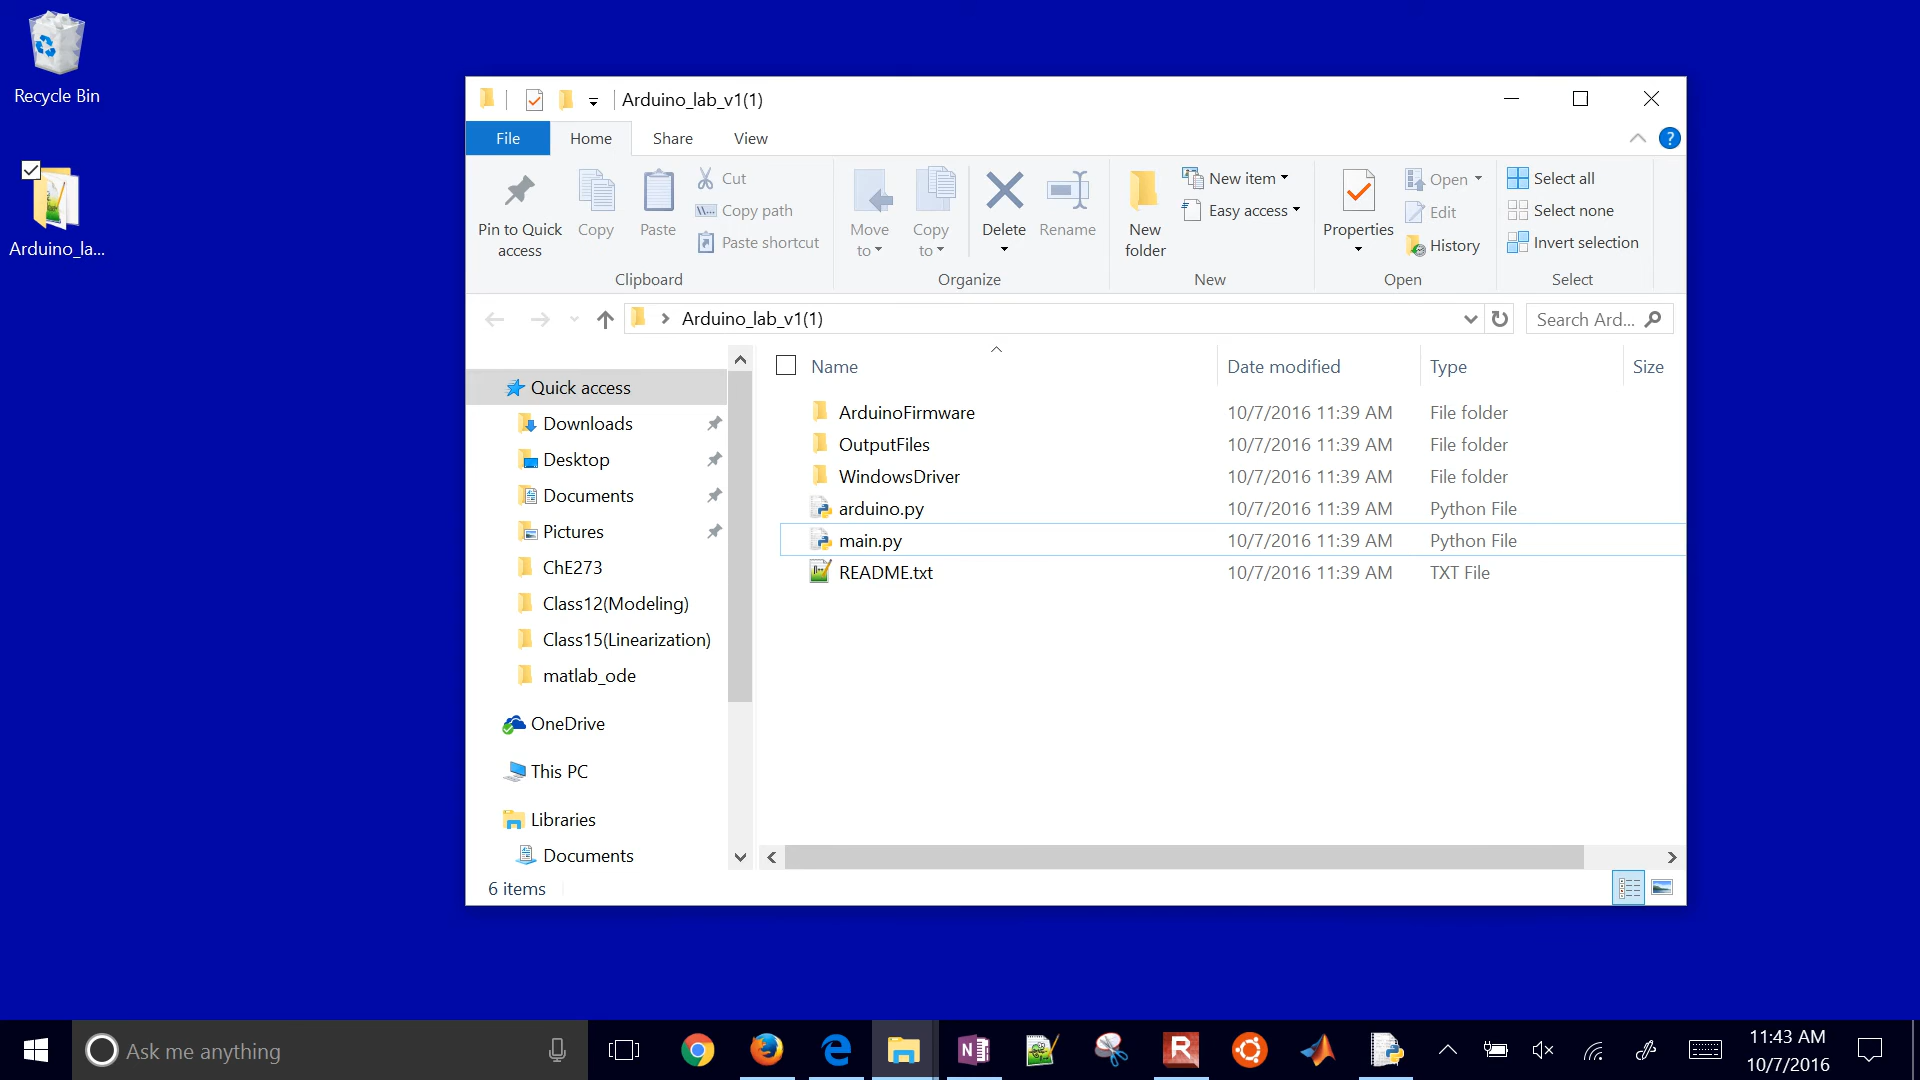 Recycle Bin
Arduino_la...
Arduino_lab_v1(1)
File Home Share View
Pin to Quick access
Copy
Paste
Cut
Copy path
Paste shortcut
Clipboard
Move to
Copy to
Delete
Rename
Organize
New folder
New item
Easy access
New
Properties
Open
Edit
History
Open
Select all
Select none
Invert selection
Select
Arduino_lab_v1(1)
Search Ard...
Quick access
Downloads
Desktop
Documents
Pictures
ChE273
Class12(Modeling)
Class15(Linearization)
matlab_ode
OneDrive
This PC
Libraries
Documents
Name Date modified Type Size
ArduinoFirmware 10/7/2016 11:39 AM File folder
OutputFiles 10/7/2016 11:39 AM File folder
WindowsDriver 10/7/2016 11:39 AM File folder
arduino.py 10/7/2016 11:39 AM Python File
main.py 10/7/2016 11:39 AM Python File
README.txt 10/7/2016 11:39 AM TXT File
6 items
Ask me anything
11:43 AM
10/7/2016